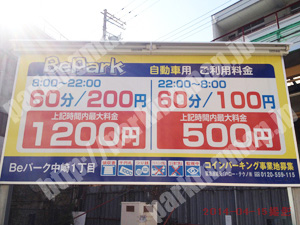 BePark 自動車用 ご利用料金
8:00〜22:00 22:00〜8:00
60分/200円 60分/100円
上記時間内最大料金 上記時間内最大料金
1200円 500円
Beパーク中崎1丁目 コインパーキング事業地募集
0120-559-115